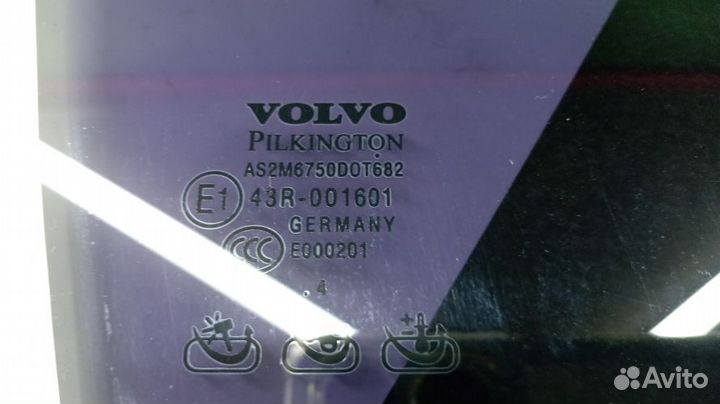 VOLVO
PILKINGTON
AS2M6750DOT682
E1 43R-001601
GERMANY
CCC E000201
.4
Avito